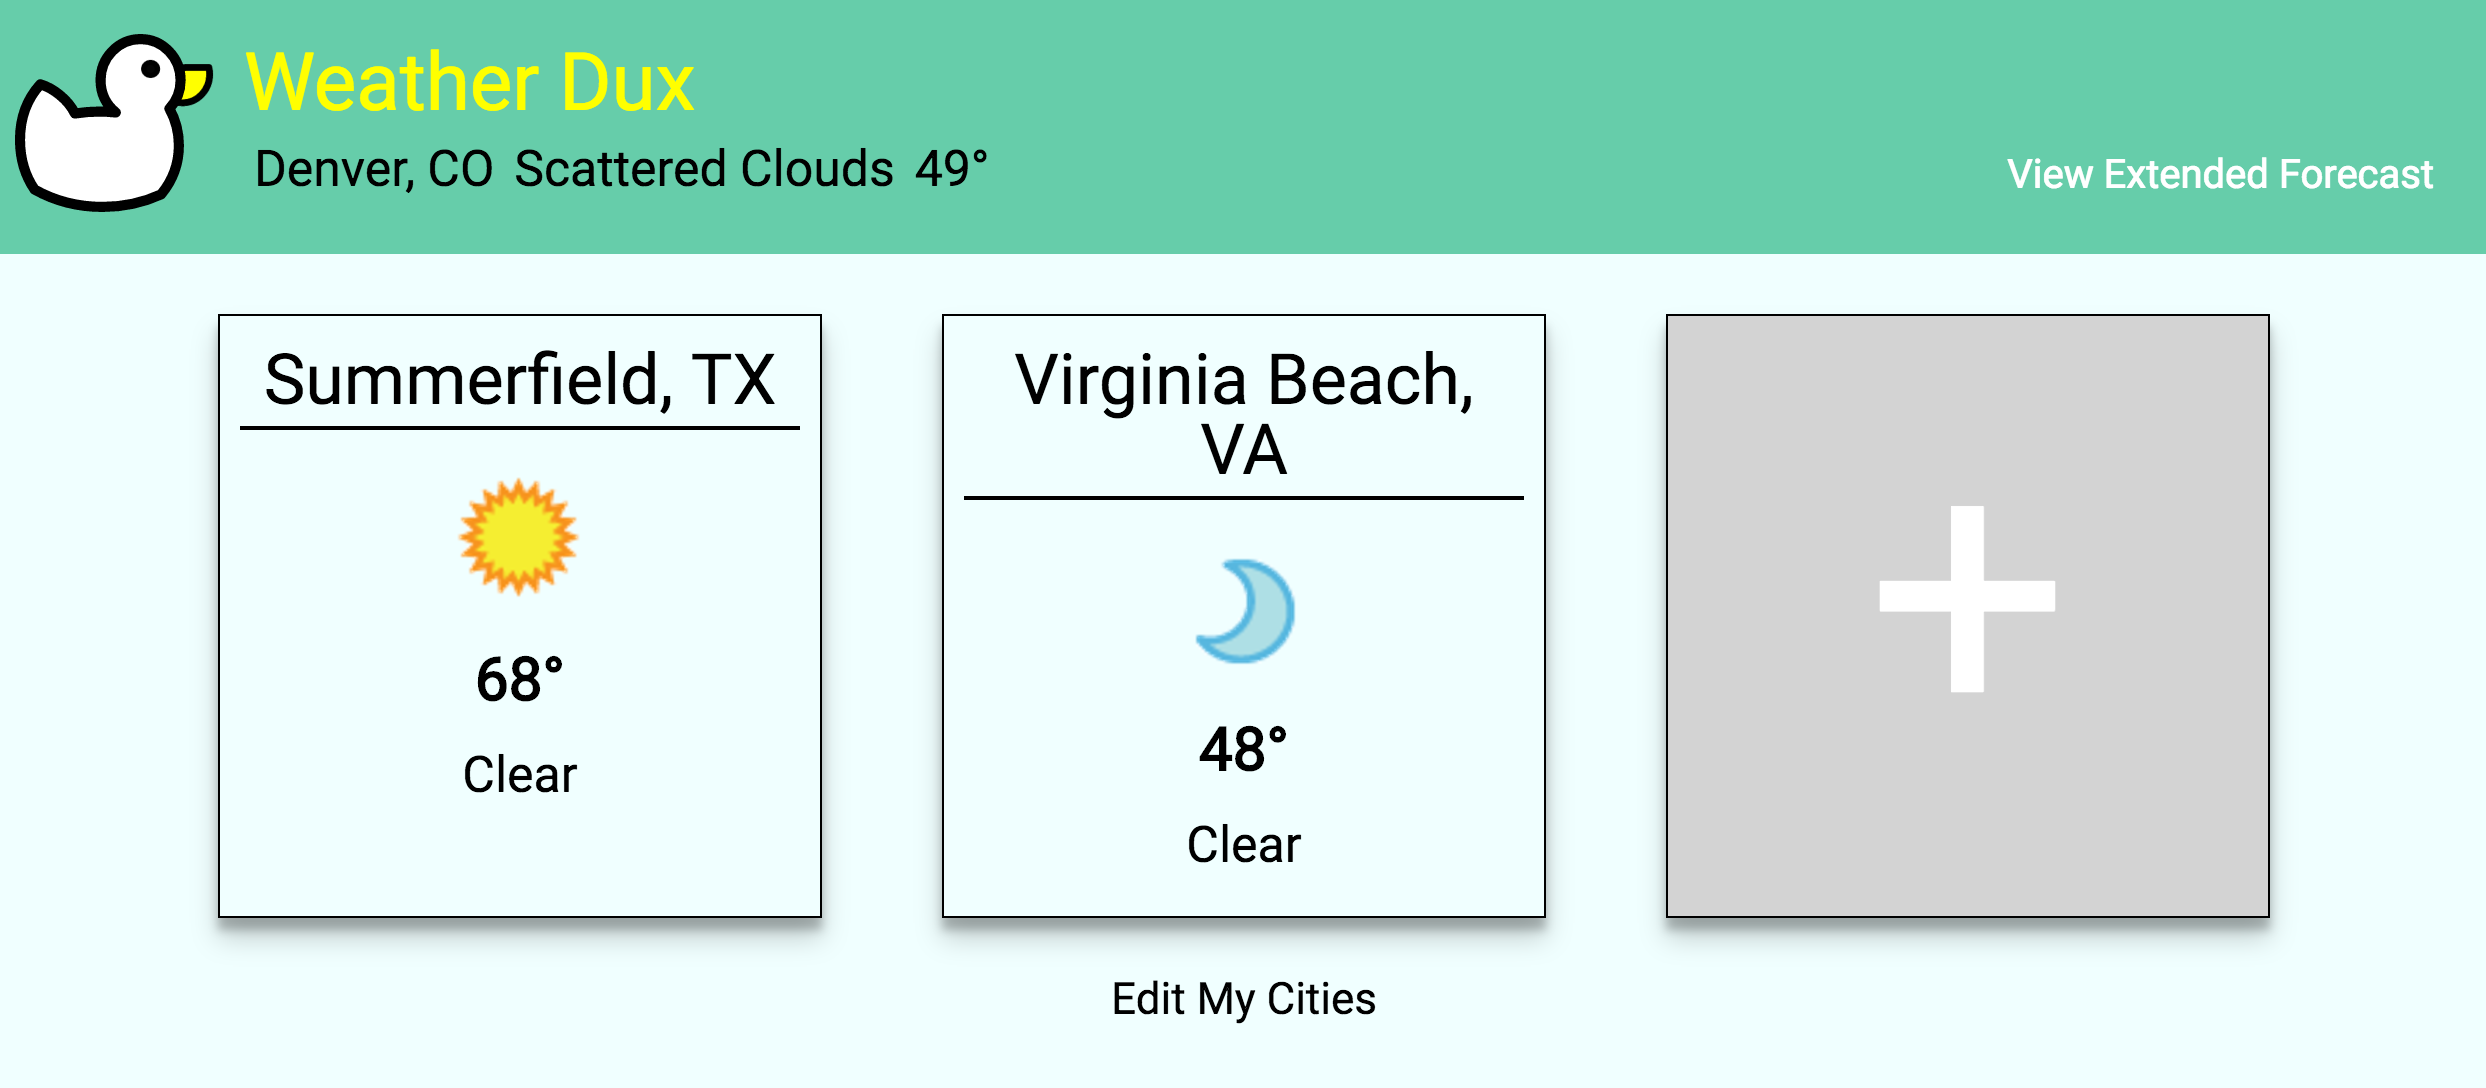 Weather Dux
Denver, CO Scattered Clouds 49°
View Extended Forecast
Summerfield, TX
68°
Clear
Virginia Beach,
VA
48°
Clear
+
Edit My Cities